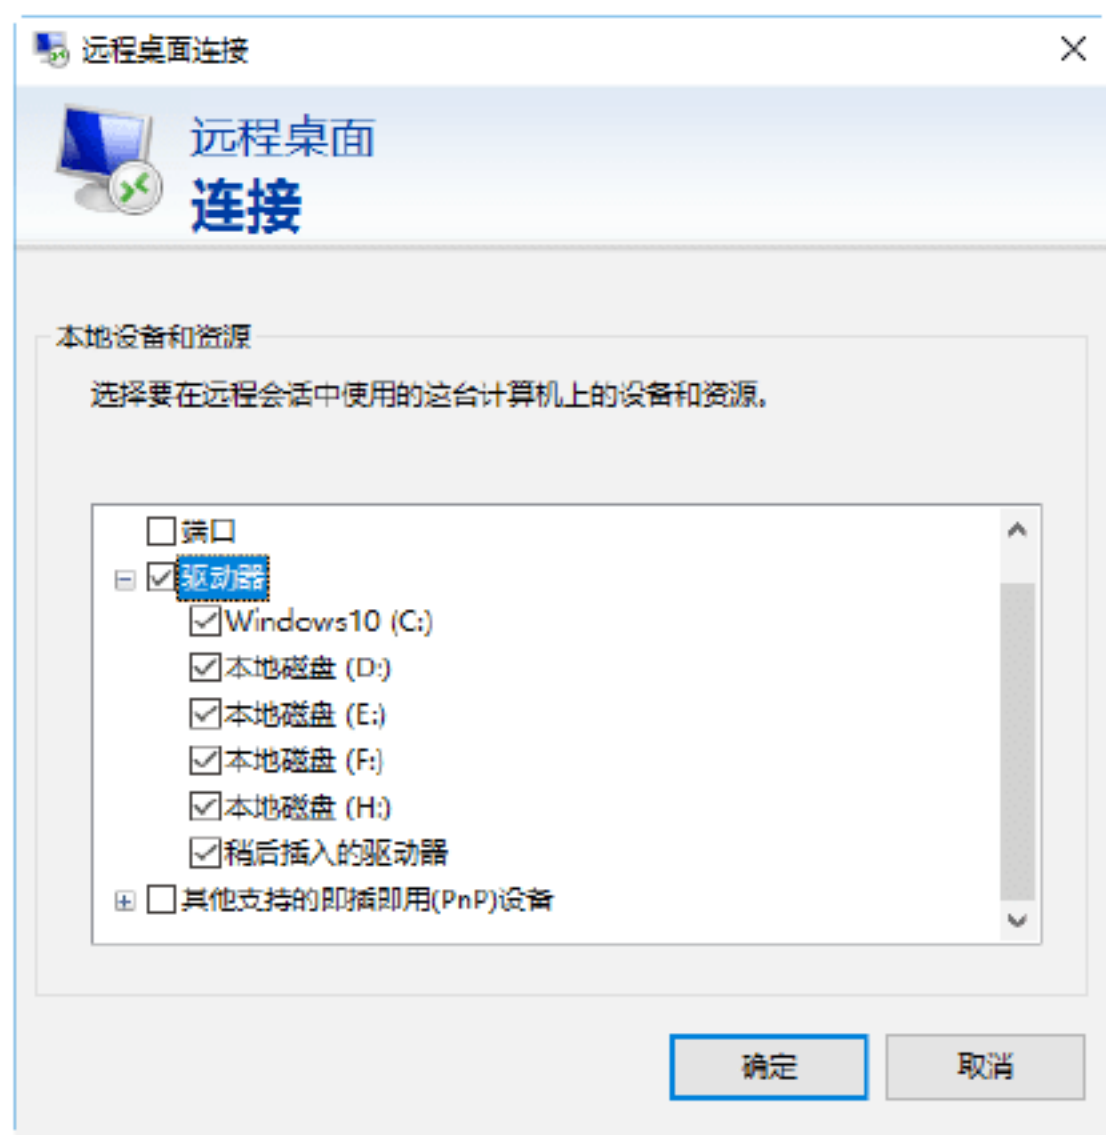 远程桌面连接
远程桌面
连接
本地设备和资源
选择要在远程会话中使用的这台计算机上的设备和资源。
端口
驱动器
Windows10 (C:)
本地磁盘 (D:)
本地磁盘 (E:)
本地磁盘 (F:)
本地磁盘 (H:)
稍后插入的驱动器
其他支持的即插即用(PnP)设备
确定
取消